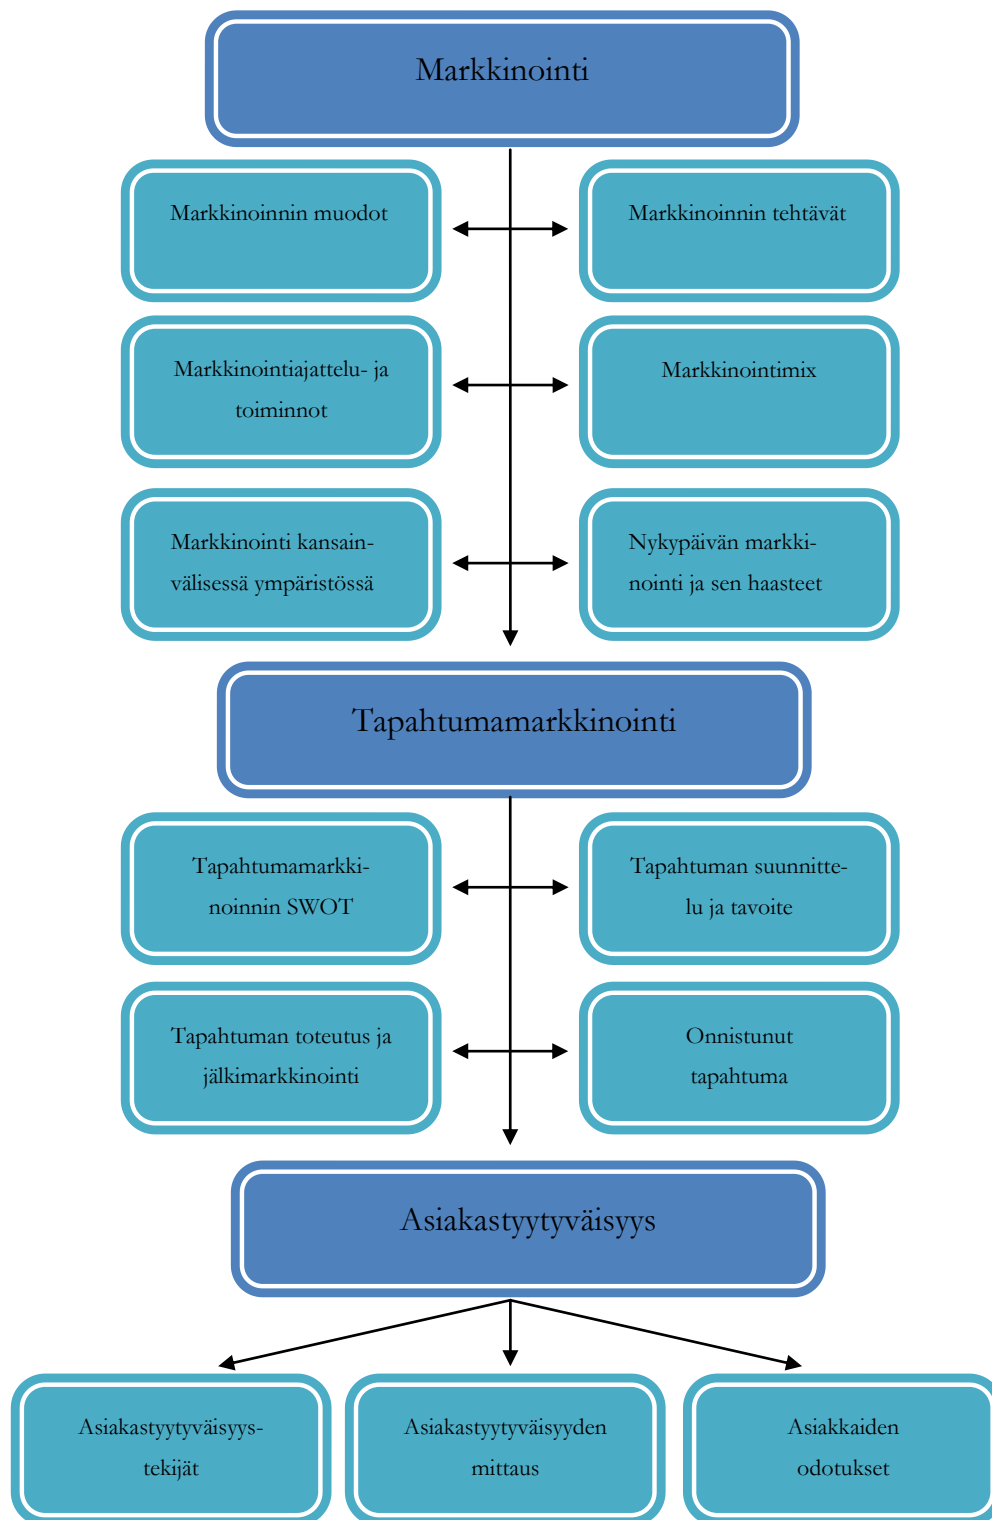 Markkinointi
Markkinoinnin muodot
Markkinoinnin tehtävät
Markkinointiajattelu- ja
toiminnot
Markkinointimix
Markkinointi kansain-
välisessä ympäristössä
Nykypäivän markki-
nointi ja sen haasteet
Tapahtumamarkkinointi
Tapahtumamarkki-
noinnin SWOT
Tapahtuman suunnitte-
lu ja tavoite
Tapahtuman toteutus ja
jälkimarkkinointi
Onnistunut
tapahtuma
Asiakastyytyväisyys
Asiakastyytyväisyys-
tekijät
Asiakastyytyväisyyden
mittaus
Asiakkaiden
odotukset